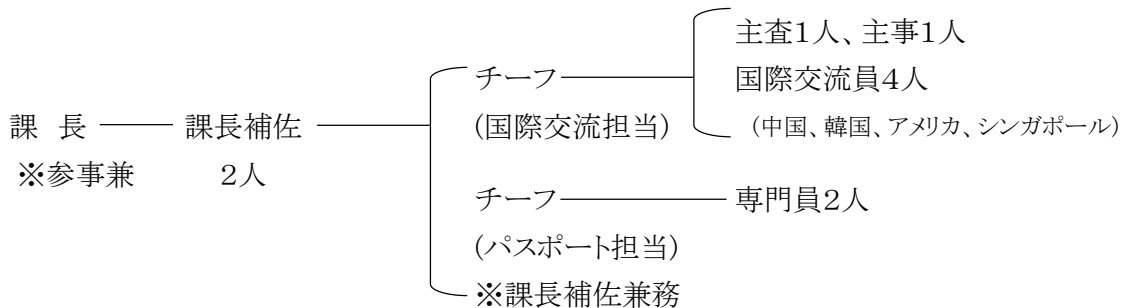 主査1人、主事1人
チーフ
国際交流員4人
課　長
課長補佐
(国際交流担当)
(中国、韓国、アメリカ、シンガポール)
※参事兼
2人
チーフ
専門員2人
(パスポート担当)
※課長補佐兼務